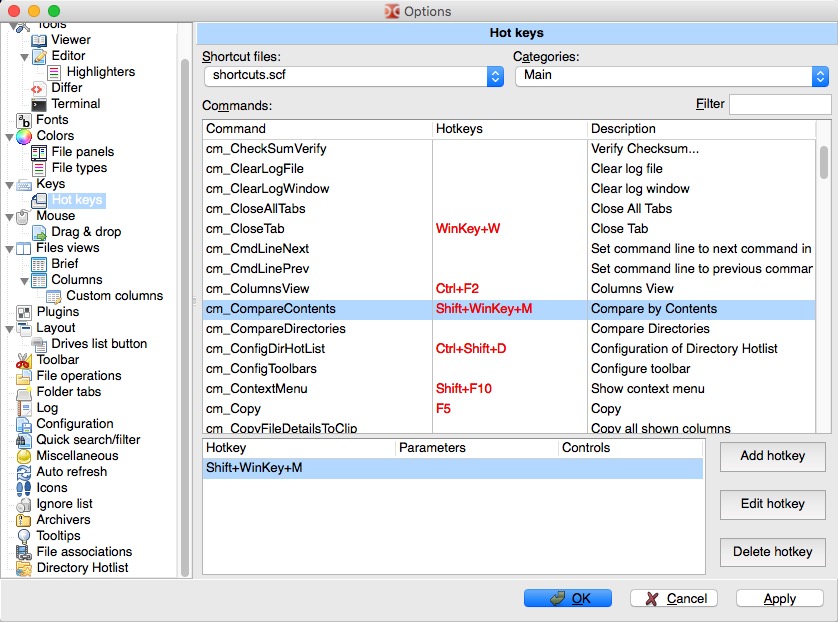 Options
Tools
Viewer
Editor
Highlighters
Differ
Terminal
Fonts
Colors
File panels
File types
Keys
Hot keys
Mouse
Drag & drop
Files views
Brief
Columns
Custom columns
Plugins
Layout
Drives list button
Toolbar
File operations
Folder tabs
Log
Configuration
Quick search/filter
Miscellaneous
Auto refresh
Icons
Ignore list
Archivers
Tooltips
File associations
Directory Hotlist
Hot keys
Shortcut files: Categories:
shortcuts.scf Main
Commands: Filter
Command Hotkeys Description
cm_CheckSumVerify Verify Checksum...
cm_ClearLogFile Clear log file
cm_ClearLogWindow Clear log window
cm_CloseAllTabs Close All Tabs
cm_CloseTab WinKey+W Close Tab
cm_CmdLineNext Set command line to next command in
cm_CmdLinePrev Set command line to previous commar
cm_ColumnsView Ctrl+F2 Columns View
cm_CompareContents Shift+WinKey+M Compare by Contents
cm_CompareDirectories Compare Directories
cm_ConfigDirHotList Ctrl+Shift+D Configuration of Directory Hotlist
cm_ConfigToolbars Configure toolbar
cm_ContextMenu Shift+F10 Show context menu
cm_Copy F5 Copy
cm_CopyFileDetailsToClip Copy all shown columns
Hotkey Parameters Controls
Shift+WinKey+M
Add hotkey
Edit hotkey
Delete hotkey
OK Cancel Apply